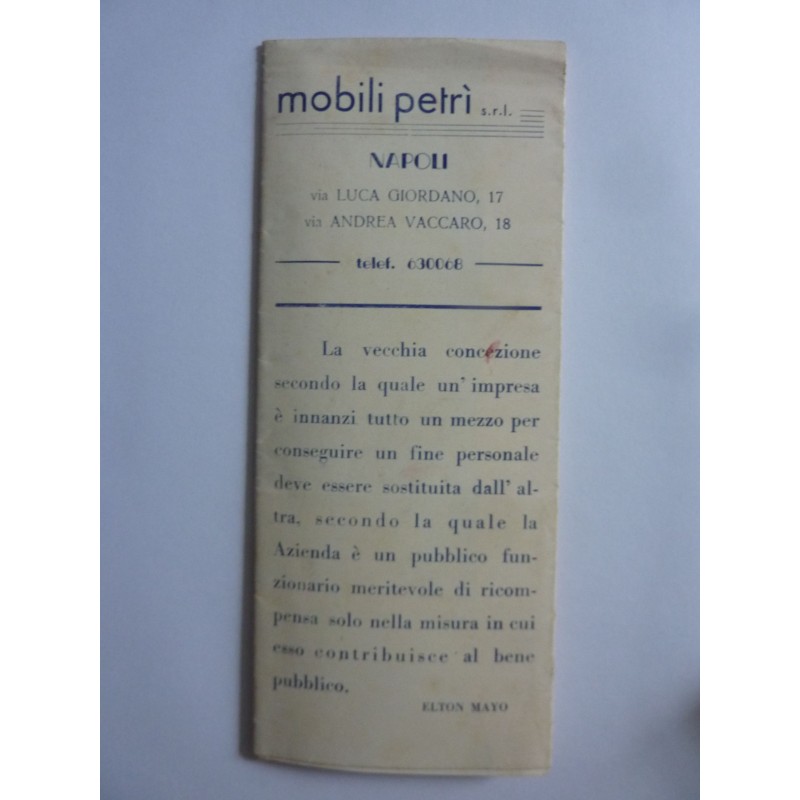 mobili petrì s.r.l.
NAPOLI
via LUCA GIORDANO, 17
via ANDREA VACCARO, 18
telef. 630068
La vecchia concezione
secondo la quale un' impresa
è innanzi tutto un mezzo per
conseguire un fine personale
deve essere sostituita dall' al-
tra, secondo la quale la
Azienda è un pubblico fun-
zionario meritevole di ricom-
pensa solo nella misura in cui
esso contribuisce al bene
pubblico.
ELTON MAYO